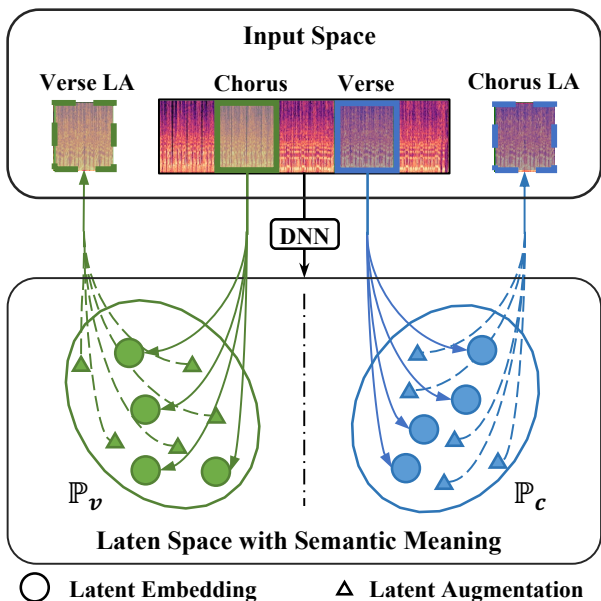 Input Space
Verse LA Chorus Verse Chorus LA
DNN
ℙ𝑣 ℙ𝑐
Laten Space with Semantic Meaning
Latent Embedding Latent Augmentation